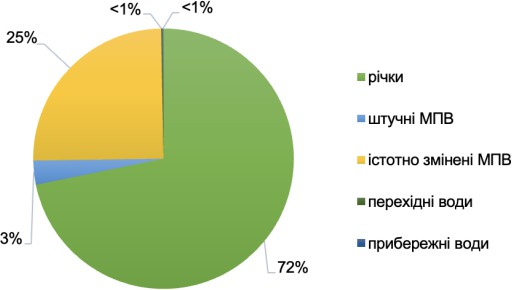 <1%
<1%
25%
3%
72%
річки
штучні МПВ
істотно змінені МПВ
перехідні води
прибережні води